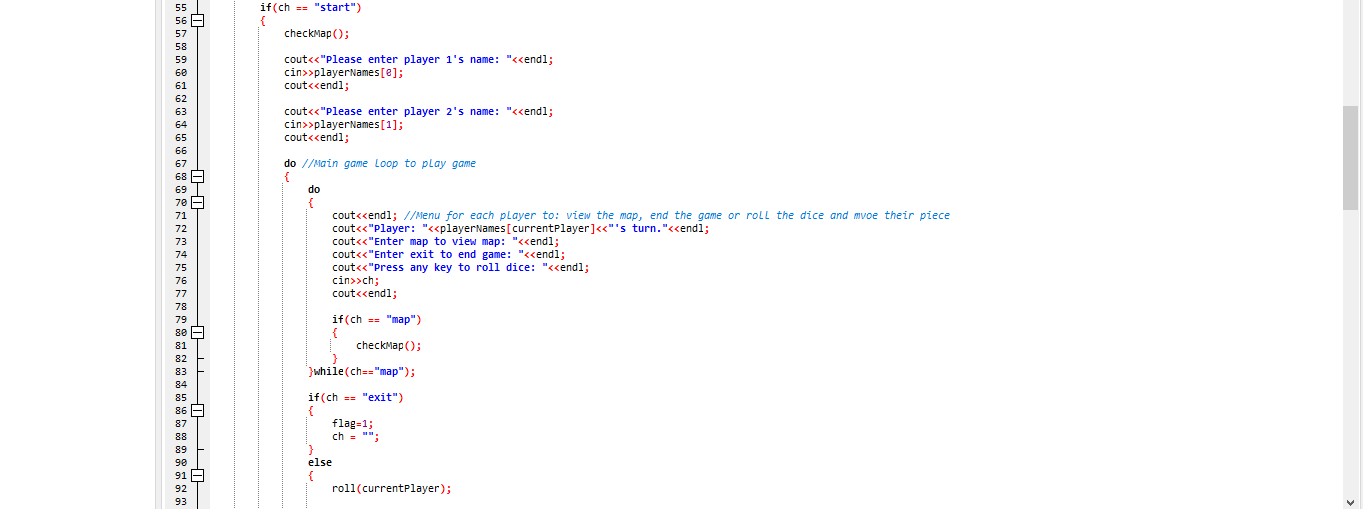 55 if(ch == "start")
56 {
57 checkMap();
58
59 cout<<"Please enter player 1's name: "<<endl;
60 cin>>playerNames[0];
61 cout<<endl;
62
63 cout<<"Please enter player 2's name: "<<endl;
64 cin>>playerNames[1];
65 cout<<endl;
66
67 do //Main game loop to play game
68 {
69 do
70 {
71 cout<<endl; //Menu for each player to: view the map, end the game or roll the dice and mvoe their piece
72 cout<<"Player: "<<playerNames[currentPlayer]<<"'s turn."<<endl;
73 cout<<"Enter map to view map: "<<endl;
74 cout<<"Enter exit to end game: "<<endl;
75 cout<<"Press any key to roll dice: "<<endl;
76 cin>>ch;
77 cout<<endl;
78
79 if(ch == "map")
80 {
81 checkMap();
82 }
83 }while(ch=="map");
84
85 if(ch == "exit")
86 {
87 flag=1;
88 ch = "";
89 }
90 else
91 {
92 roll(currentPlayer);
93